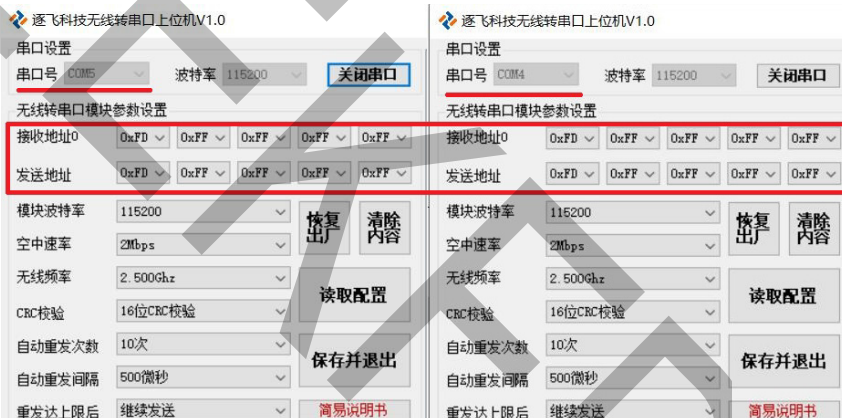 逐飞科技无线转串口上位机V1.0
串口设置
串口号 COM5 波特率 115200 关闭串口
无线转串口模块参数设置
接收地址0 0xFD 0xFF 0xFF 0xFF 0xFF
发送地址 0xFD 0xFF 0xFF 0xFF 0xFF
模块波特率 115200 恢复出厂 清除内容
空中速率 2Mbps
无线频率 2.500Ghz 读取配置
CRC校验 16位CRC校验
自动重发次数 10次 保存并退出
自动重发间隔 500微秒
重发达上限后 继续发送 简易说明书
逐飞科技无线转串口上位机V1.0
串口设置
串口号 COM4 波特率 115200 关闭串口
无线转串口模块参数设置
接收地址0 0xFD 0xFF 0xFF 0xFF 0xFF
发送地址 0xFD 0xFF 0xFF 0xFF 0xFF
模块波特率 115200 恢复出厂 清除内容
空中速率 2Mbps
无线频率 2.500Ghz 读取配置
CRC校验 16位CRC校验
自动重发次数 10次 保存并退出
自动重发间隔 500微秒
重发达上限后 继续发送 简易说明书